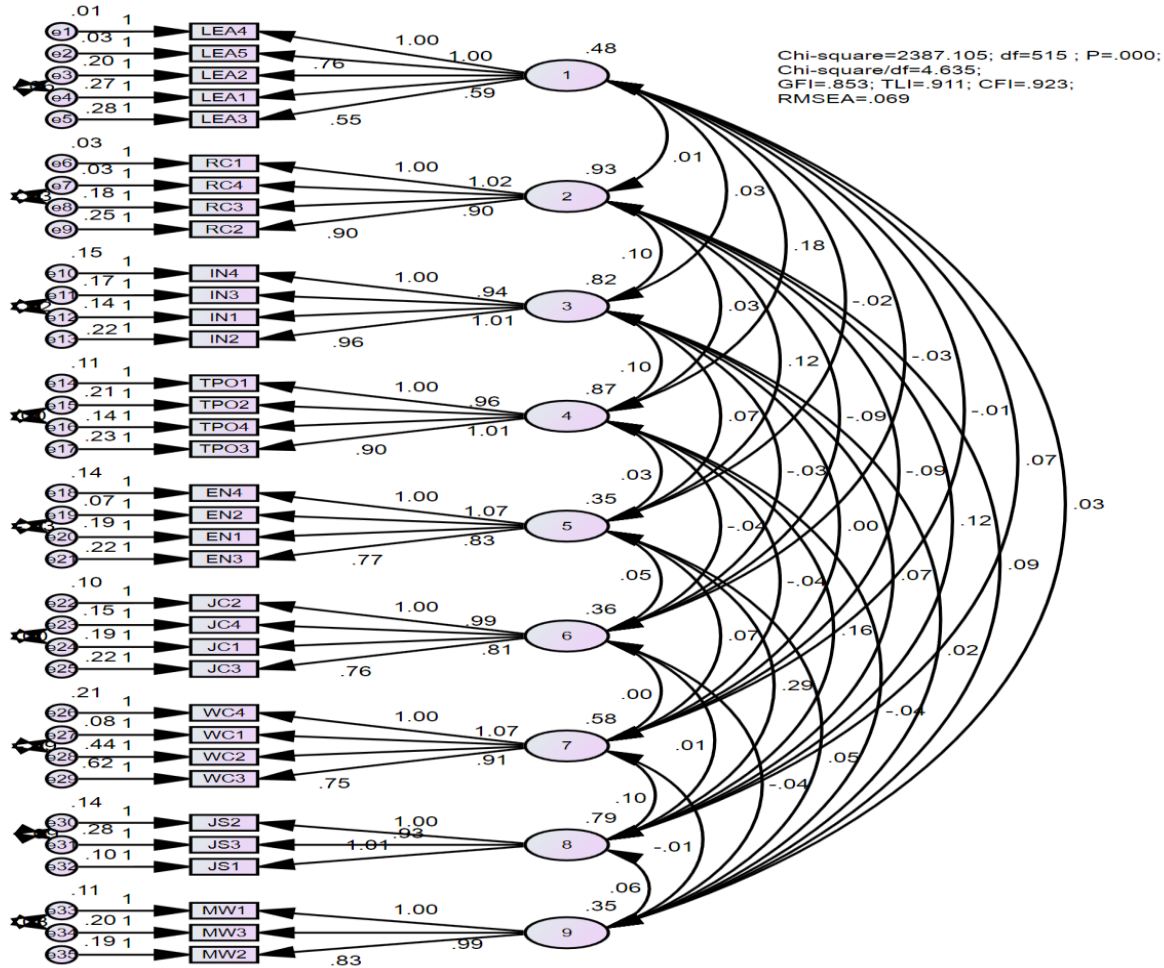 .01 1 e1 LEA4 1.00 .48
.03 1 e2 LEA5 1.00
.20 1 e3 LEA2 .76 1
.27 1 e4 LEA1 .59
.28 1 e5 LEA3 .55
Chi-square=2387.105; df=515 ; P=.000;
Chi-square/df=4.635;
GFI=.853; TLI=.911; CFI=.923;
RMSEA=.069
.03 1 e6 RC1 1.00 .93
.03 1 e7 RC4 1.02 2
.18 1 e8 RC3 .90
.25 1 e9 RC2 .90
.15 1 e10 IN4 1.00 .82
.17 1 e11 IN3 .94 3
.14 1 e12 IN1 1.01
.22 1 e13 IN2 .96
.11 1 e14 TPO1 1.00 .87
.21 1 e15 TPO2 .96 4
.14 1 e16 TPO4 1.01
.23 1 e17 TPO3 .90
.14 1 e18 EN4 1.00 .35
.07 1 e19 EN2 1.07 5
.19 1 e20 EN1 .83
.22 1 e21 EN3 .77
.10 1 e22 JC2 1.00 .36
.15 1 e23 JC4 .99 6
.19 1 e24 JC1 .81
.22 1 e25 JC3 .76
.21 1 e26 WC4 1.00 .58
.08 1 e27 WC1 1.07 7
.44 1 e28 WC2 .91
.62 1 e29 WC3 .75
.14 1 e30 JS2 1.00 .79
.28 1 e31 JS3 .93 8
.10 1 e32 JS1 1.01
.11 1 e33 MW1 1.00 .35
.20 1 e34 MW3 .99 9
.19 1 e35 MW2 .83
.01
.03
.18
.10
-.02
.03
-.03
.12
.10
-.01
-.09
.07
.07
-.09
-.03
.03
.12
.00
-.04
.09
.07
-.04
.05
.16
.02
.07
.29
-.04
.00
.05
.01
-.04
.10
-.01
.06
.03